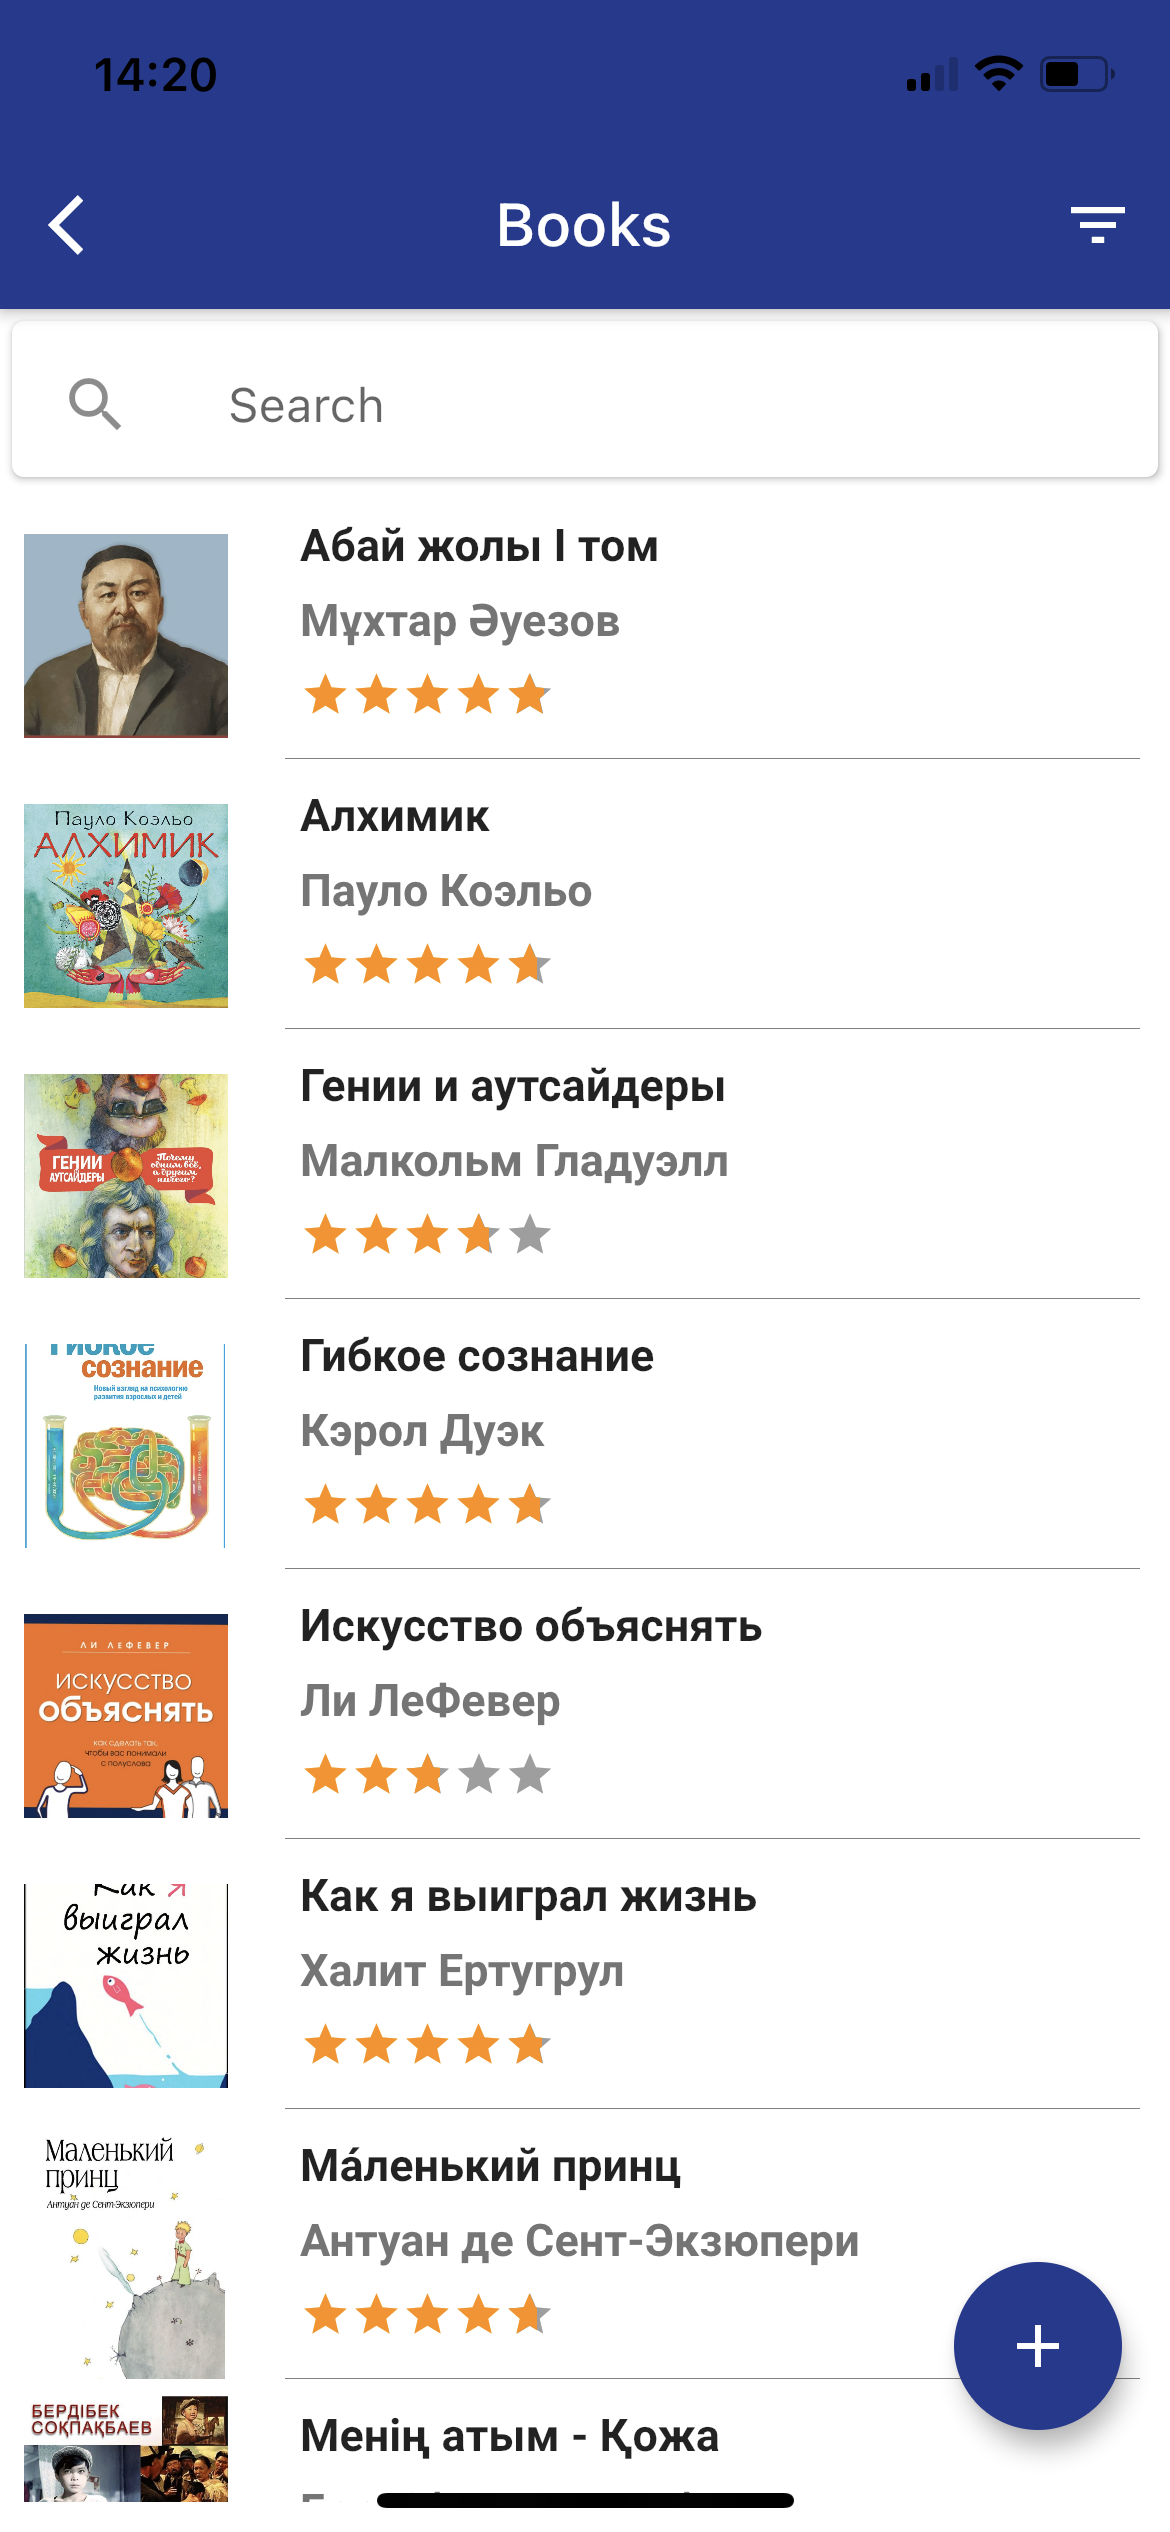 14:20
Books
Search
Абай жолы I том
Мұхтар Әуезов
Пауло Коэльо
АЛХИМИК
Алхимик
Пауло Коэльо
ГЕНИИ
АУТСАЙДЕРЫ
Почему
одним всё,
а другим
ничего?
Гении и аутсайдеры
Малкольм Гладуэлл
ГИБКОЕ
сознание
Новый взгляд на психологию
развития взрослых и детей
Гибкое сознание
Кэрол Дуэк
ЛИ ЛЕФЕВЕР
ИСКУССТВО
объяснять
как сделать так,
чтобы вас понимали
с полуслова
Искусство объяснять
Ли ЛеФевер
Как я
выиграл
жизнь
Как я выиграл жизнь
Халит Ертугрул
Маленький
принц
Антуан де Сент-Экзюпери
Ма́ленький принц
Антуан де Сент-Экзюпери
БЕРДІБЕК
СОҚПАҚБАЕВ
Менің атым - Қожа